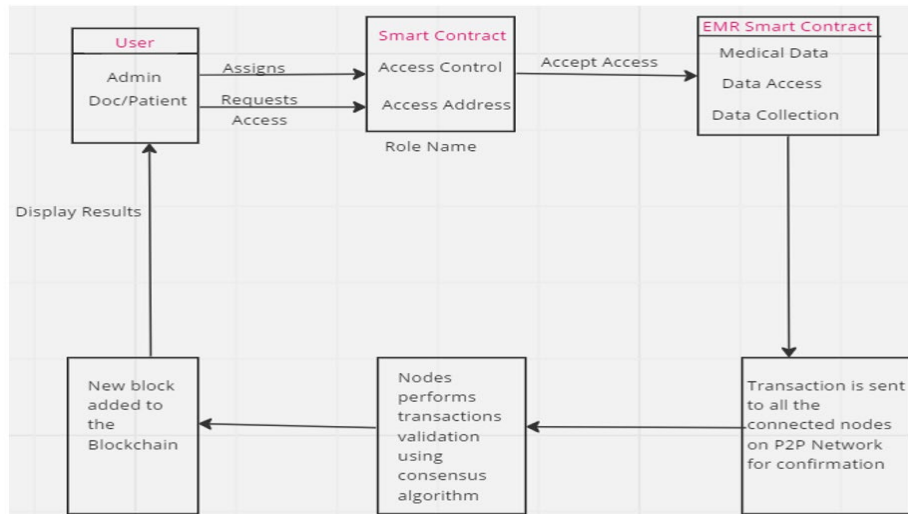 User
Admin
Doc/Patient
Assigns
Requests
Access
Smart Contract
Access Control
Access Address
Role Name
Accept Access
EMR Smart Contract
Medical Data
Data Access
Data Collection
Display Results
New block
added to
the
Blockchain
Nodes
performs
transactions
validation
using
consensus
algorithm
Transaction is sent
to all the
connected nodes
on P2P Network
for confirmation